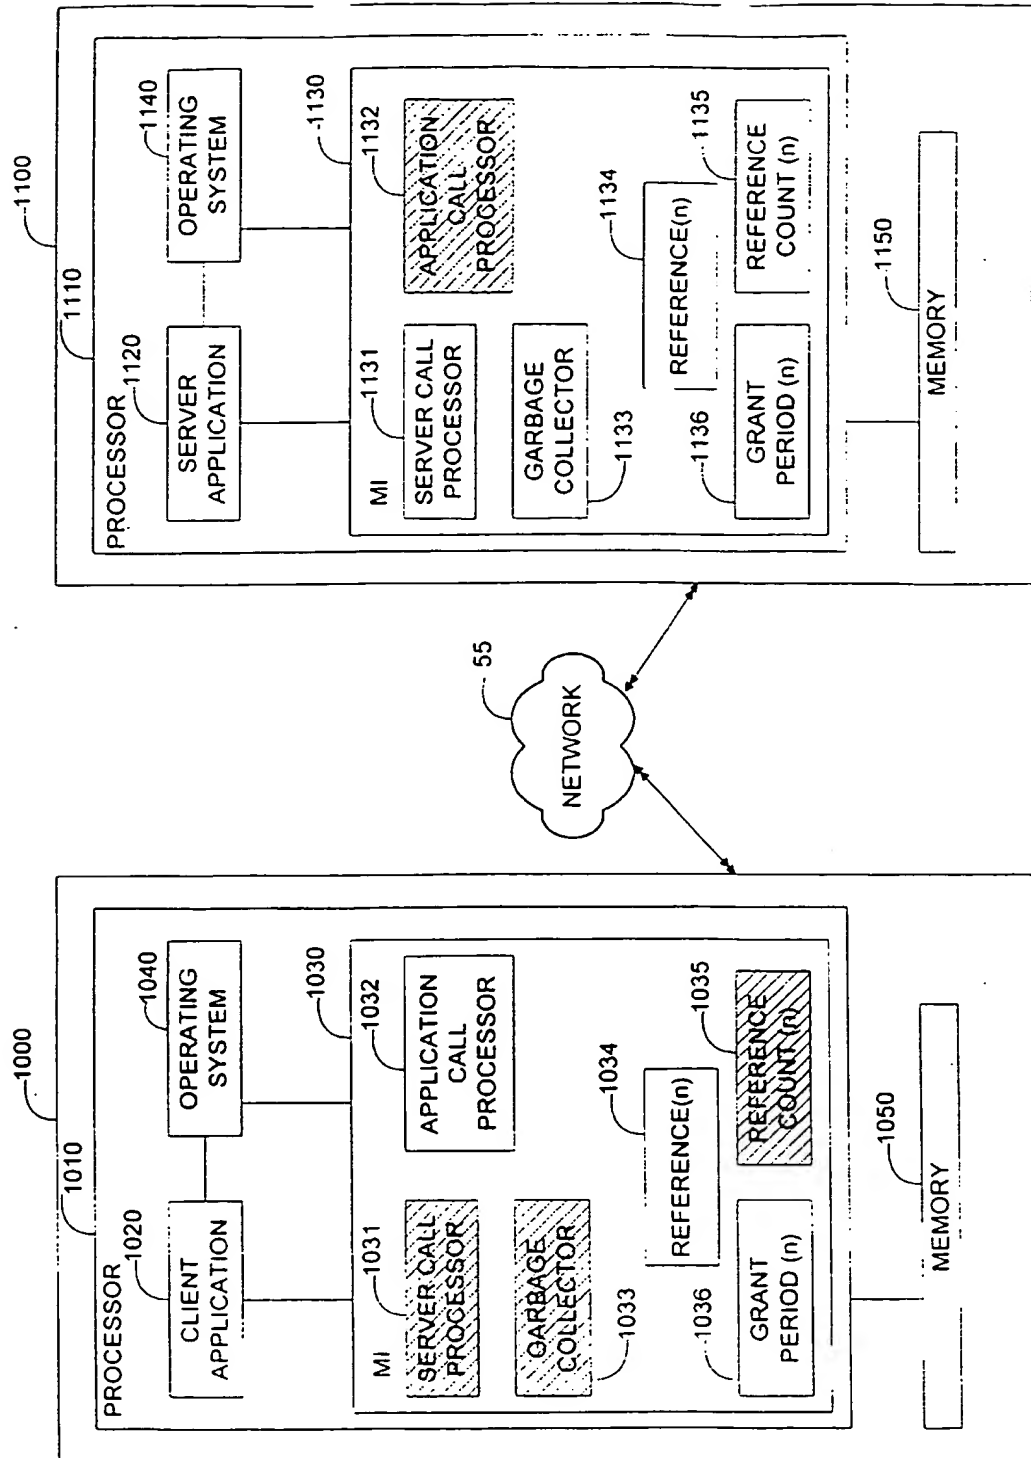 1000
1010
PROCESSOR
1020
CLIENT
APPLICATION
1040
OPERATING
SYSTEM
1030
MI
1031
SERVER CALL
PROCESSOR
1032
APPLICATION
CALL
PROCESSOR
GARBAGE
COLLECTOR
1033
1034
REFERENCE(n)
1035
REFERENCE
COUNT (n)
1036
GRANT
PERIOD (n)
1050
MEMORY
55
NETWORK
1100
1110
PROCESSOR
1120
SERVER
APPLICATION
1140
OPERATING
SYSTEM
1130
MI
1131
SERVER CALL
PROCESSOR
1132
APPLICATION
CALL
PROCESSOR
GARBAGE
COLLECTOR
1133
1134
REFERENCE(n)
1135
REFERENCE
COUNT (n)
1136
GRANT
PERIOD (n)
1150
MEMORY